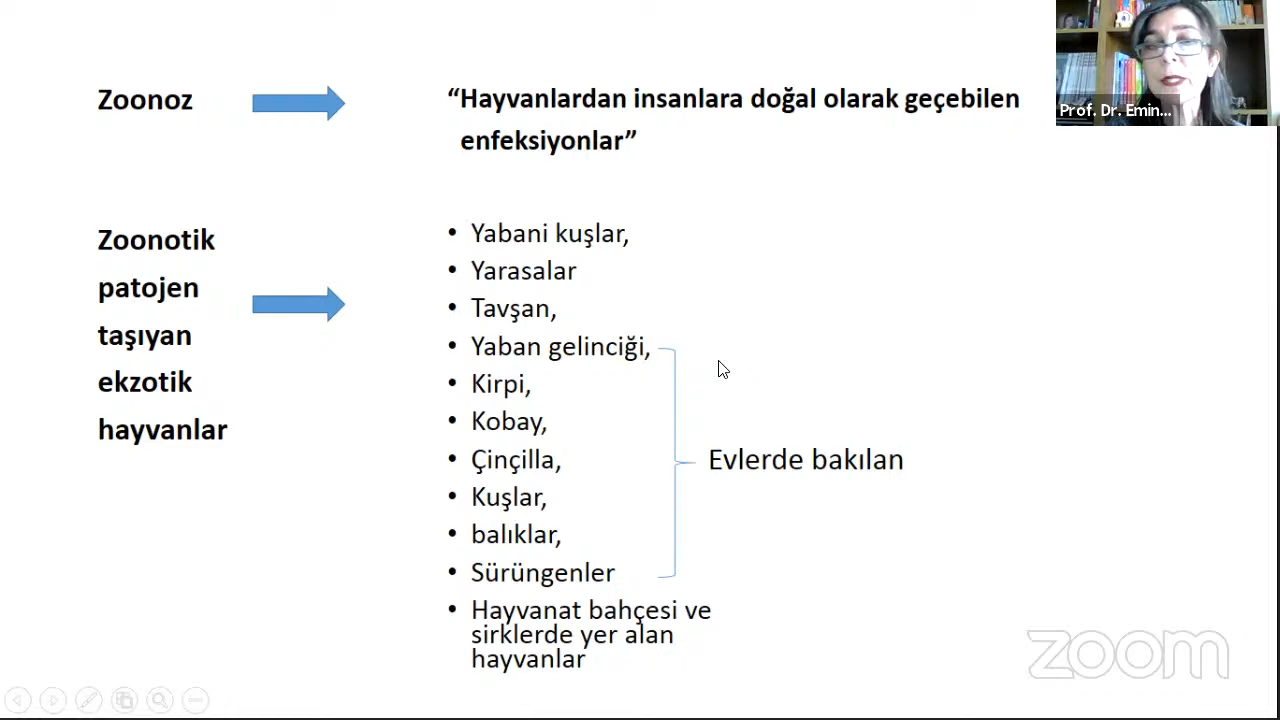 Zoonoz
“Hayvanlardan insanlara doğal olarak geçebilen
enfeksiyonlar”
Zoonotik
patojen
taşıyan
ekzotik
hayvanlar
• Yabani kuşlar,
• Yarasalar
• Tavşan,
• Yaban gelinciği,
• Kirpi,
• Kobay,
• Çinçilla,
• Kuşlar,
• balıklar,
• Sürüngenler
• Hayvanat bahçesi ve
sirklerde yer alan
hayvanlar
Evlerde bakılan
Prof. Dr. Emin...
zoom